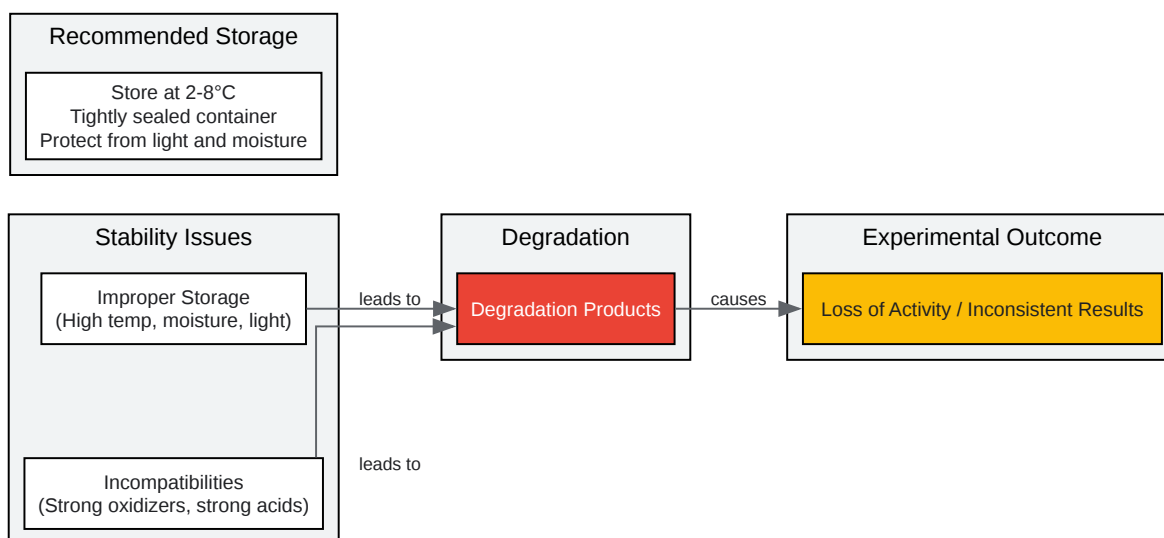 Recommended Storage
Store at 2-8°C
Tightly sealed container
Protect from light and moisture
Stability Issues
Improper Storage
(High temp, moisture, light)
leads to
Degradation
Degradation Products
causes
Experimental Outcome
Loss of Activity / Inconsistent Results
Incompatibilities
(Strong oxidizers, strong acids)
leads to